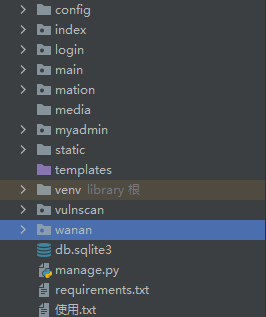 config
index
login
main
mation
media
myadmin
static
templates
venv library 根
vulnscan
wanan
db.sqlite3
manage.py
requirements.txt
使用.txt